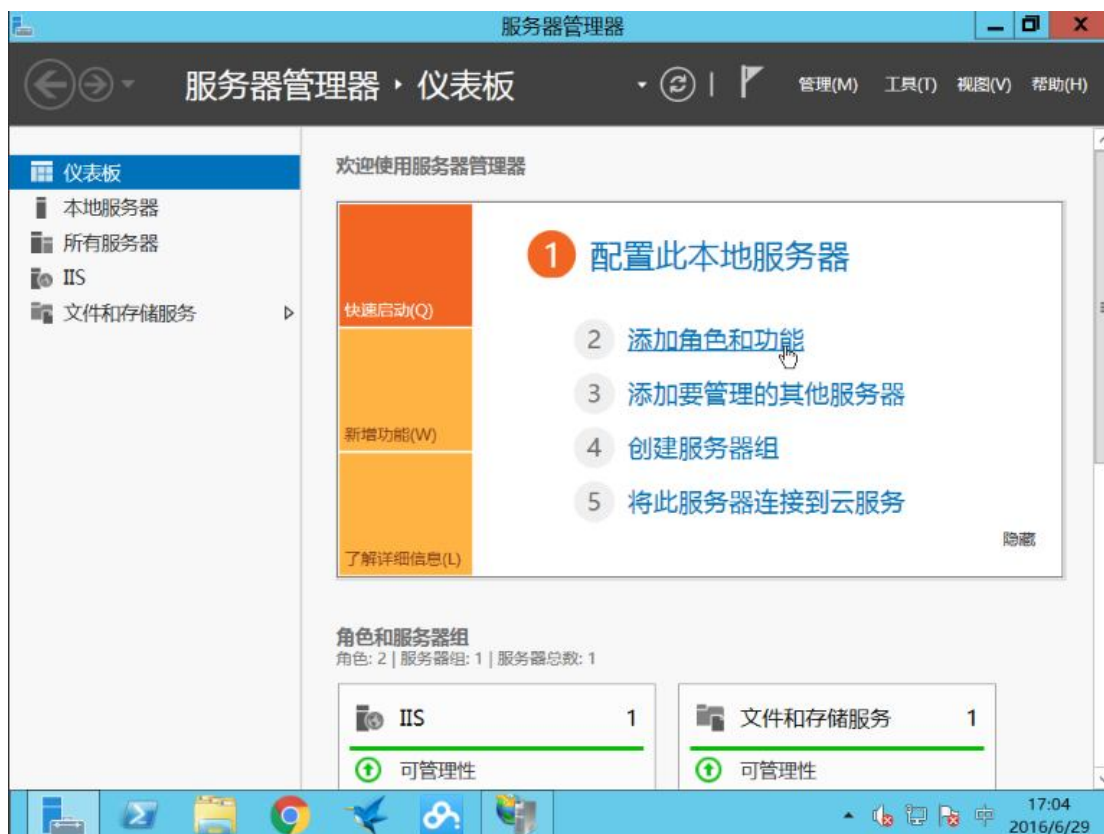 服务器管理器
服务器管理器 ‣ 仪表板
管理(M) 工具(T) 视图(V) 帮助(H)
仪表板
本地服务器
所有服务器
IIS
文件和存储服务
欢迎使用服务器管理器
快速启动(Q)
新增功能(W)
了解详细信息(L)
1 配置此本地服务器
2 添加角色和功能
3 添加要管理的其他服务器
4 创建服务器组
5 将此服务器连接到云服务
隐藏
角色和服务器组
角色: 2 | 服务器组: 1 | 服务器总数: 1
IIS 1
可管理性
文件和存储服务 1
可管理性
中
17:04
2016/6/29